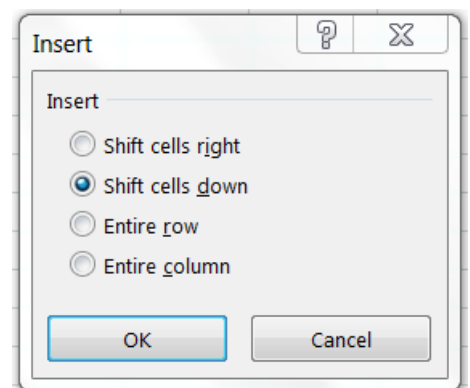 Insert
Insert
Shift cells right
Shift cells down
Entire row
Entire column
OK Cancel